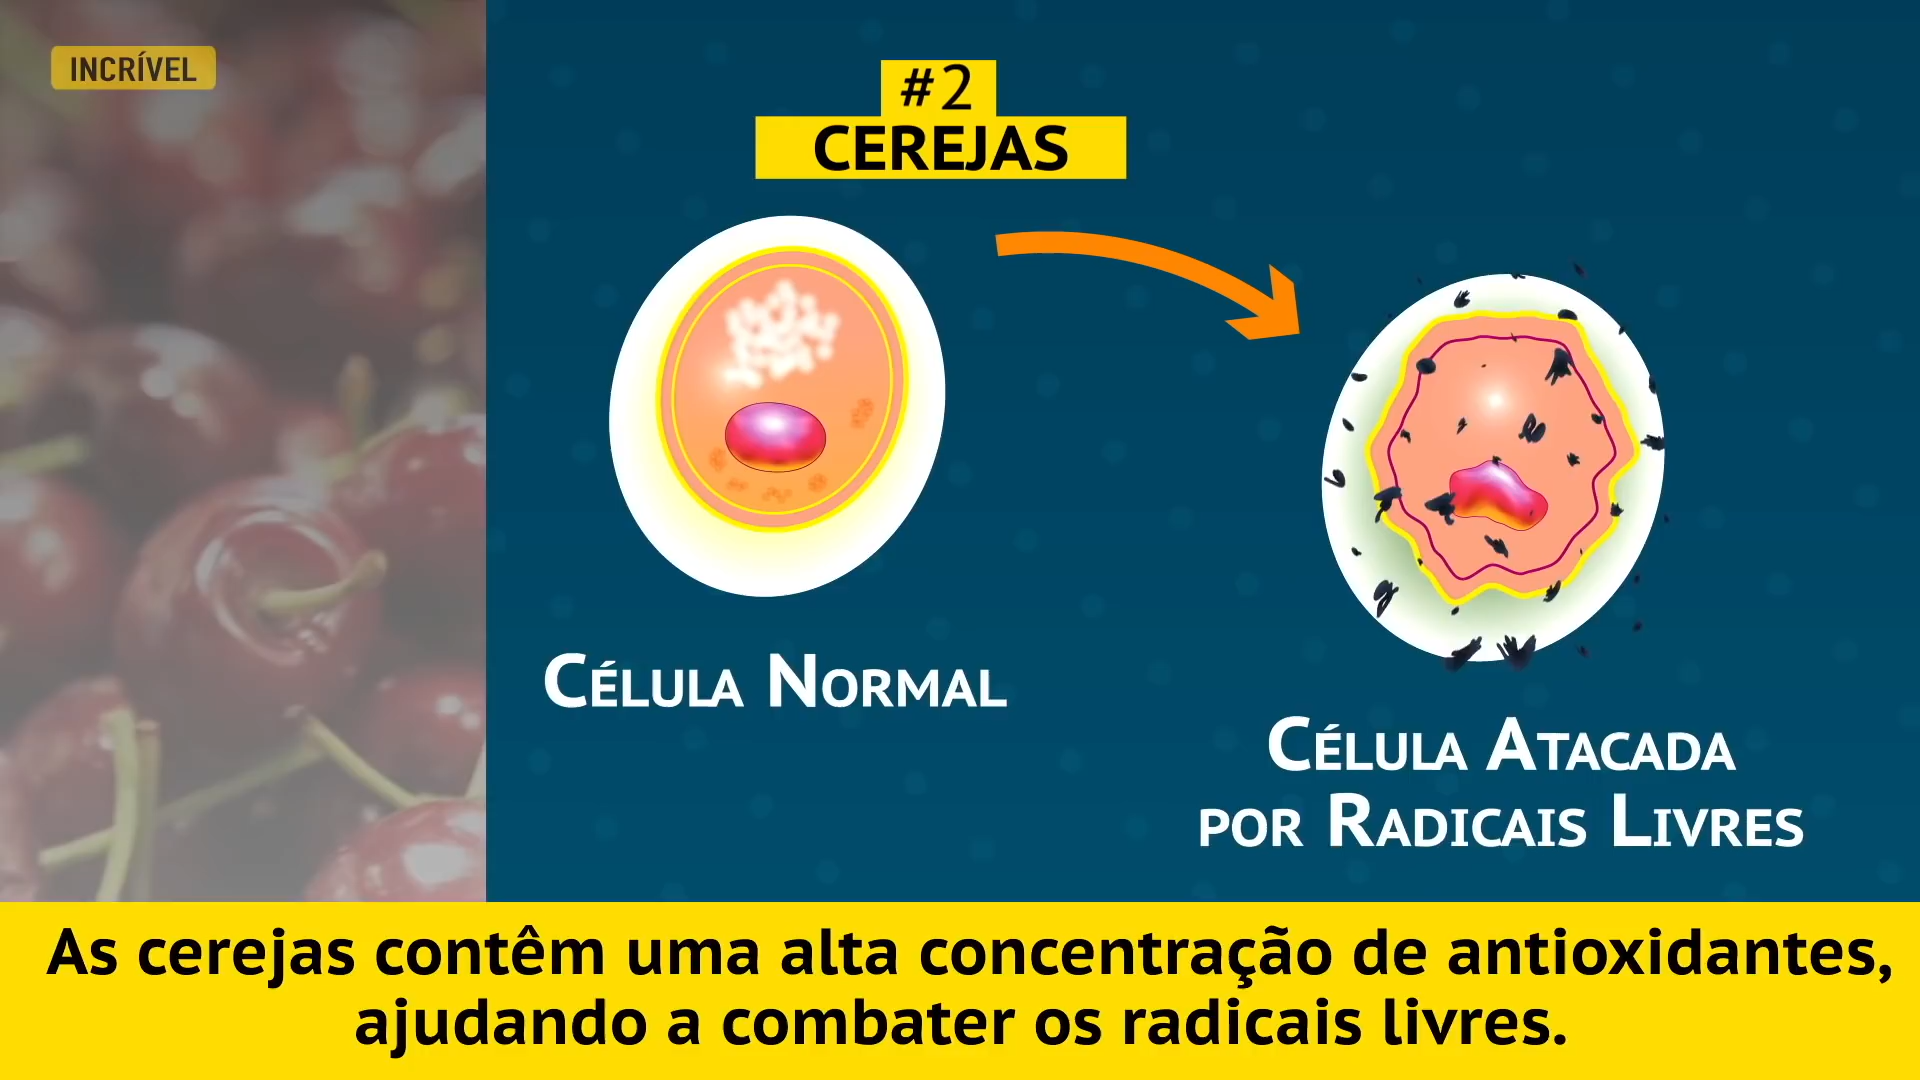 INCRÍVEL
#2
CEREJAS
CÉLULA NORMAL
CÉLULA ATACADA
POR RADICAIS LIVRES
As cerejas contêm uma alta concentração de antioxidantes,
ajudando a combater os radicais livres.